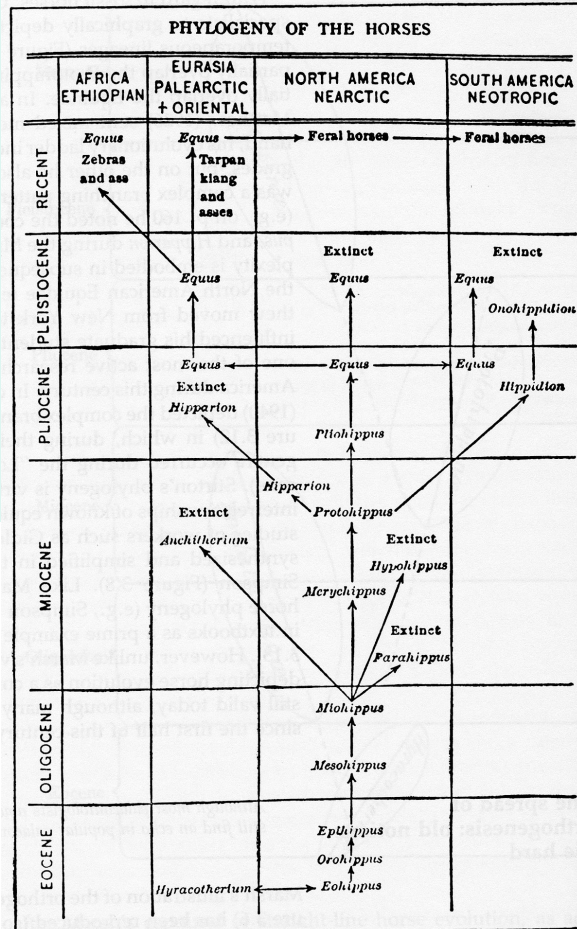 PHYLOGENY OF THE HORSES
AFRICA
ETHIOPIAN
EURASIA
PALEARCTIC
+ ORIENTAL
NORTH AMERICA
NEARCTIC
SOUTH AMERICA
NEOTROPIC
RECENT
Equus
Zebras
and ass
Equus
Tarpan
kiang
and
asses
Feral horses
Feral horses
PLEISTOCENE
Extinct
Extinct
Equus
Equus
Equus
Onohippidion
PLIOCENE
Equus
Equus
Equus
Extinct
Hipparion
Hippidion
Pliohippus
MIOCENE
Hipparion
Extinct
Protohippus
Anchitherium
Extinct
Hypohippus
Merychippus
Extinct
Parahippus
OLIGOCENE
Miohippus
Mesohippus
EOCENE
Epihippus
Orohippus
Hyracotherium
Eohippus